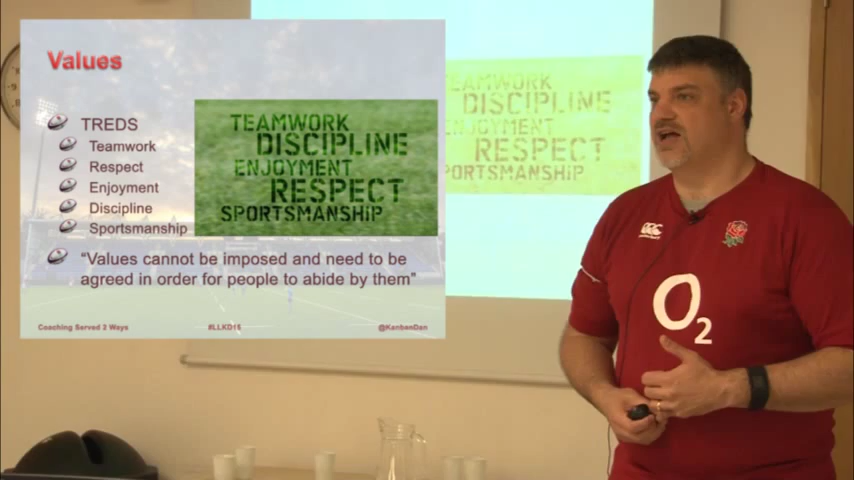 Values
TREDS
Teamwork
Respect
Enjoyment
Discipline
Sportsmanship
"Values cannot be imposed and need to be
agreed in order for people to abide by them"
TEAMWORK
DISCIPLINE
ENJOYMENT
RESPECT
SPORTSMANSHIP
Coaching Served 2 Ways
#LLKD16
@KanbanDan
TEAMWORK
DISCIPLINE
ENJOYMENT
RESPECT
SPORTSMANSHIP
O2